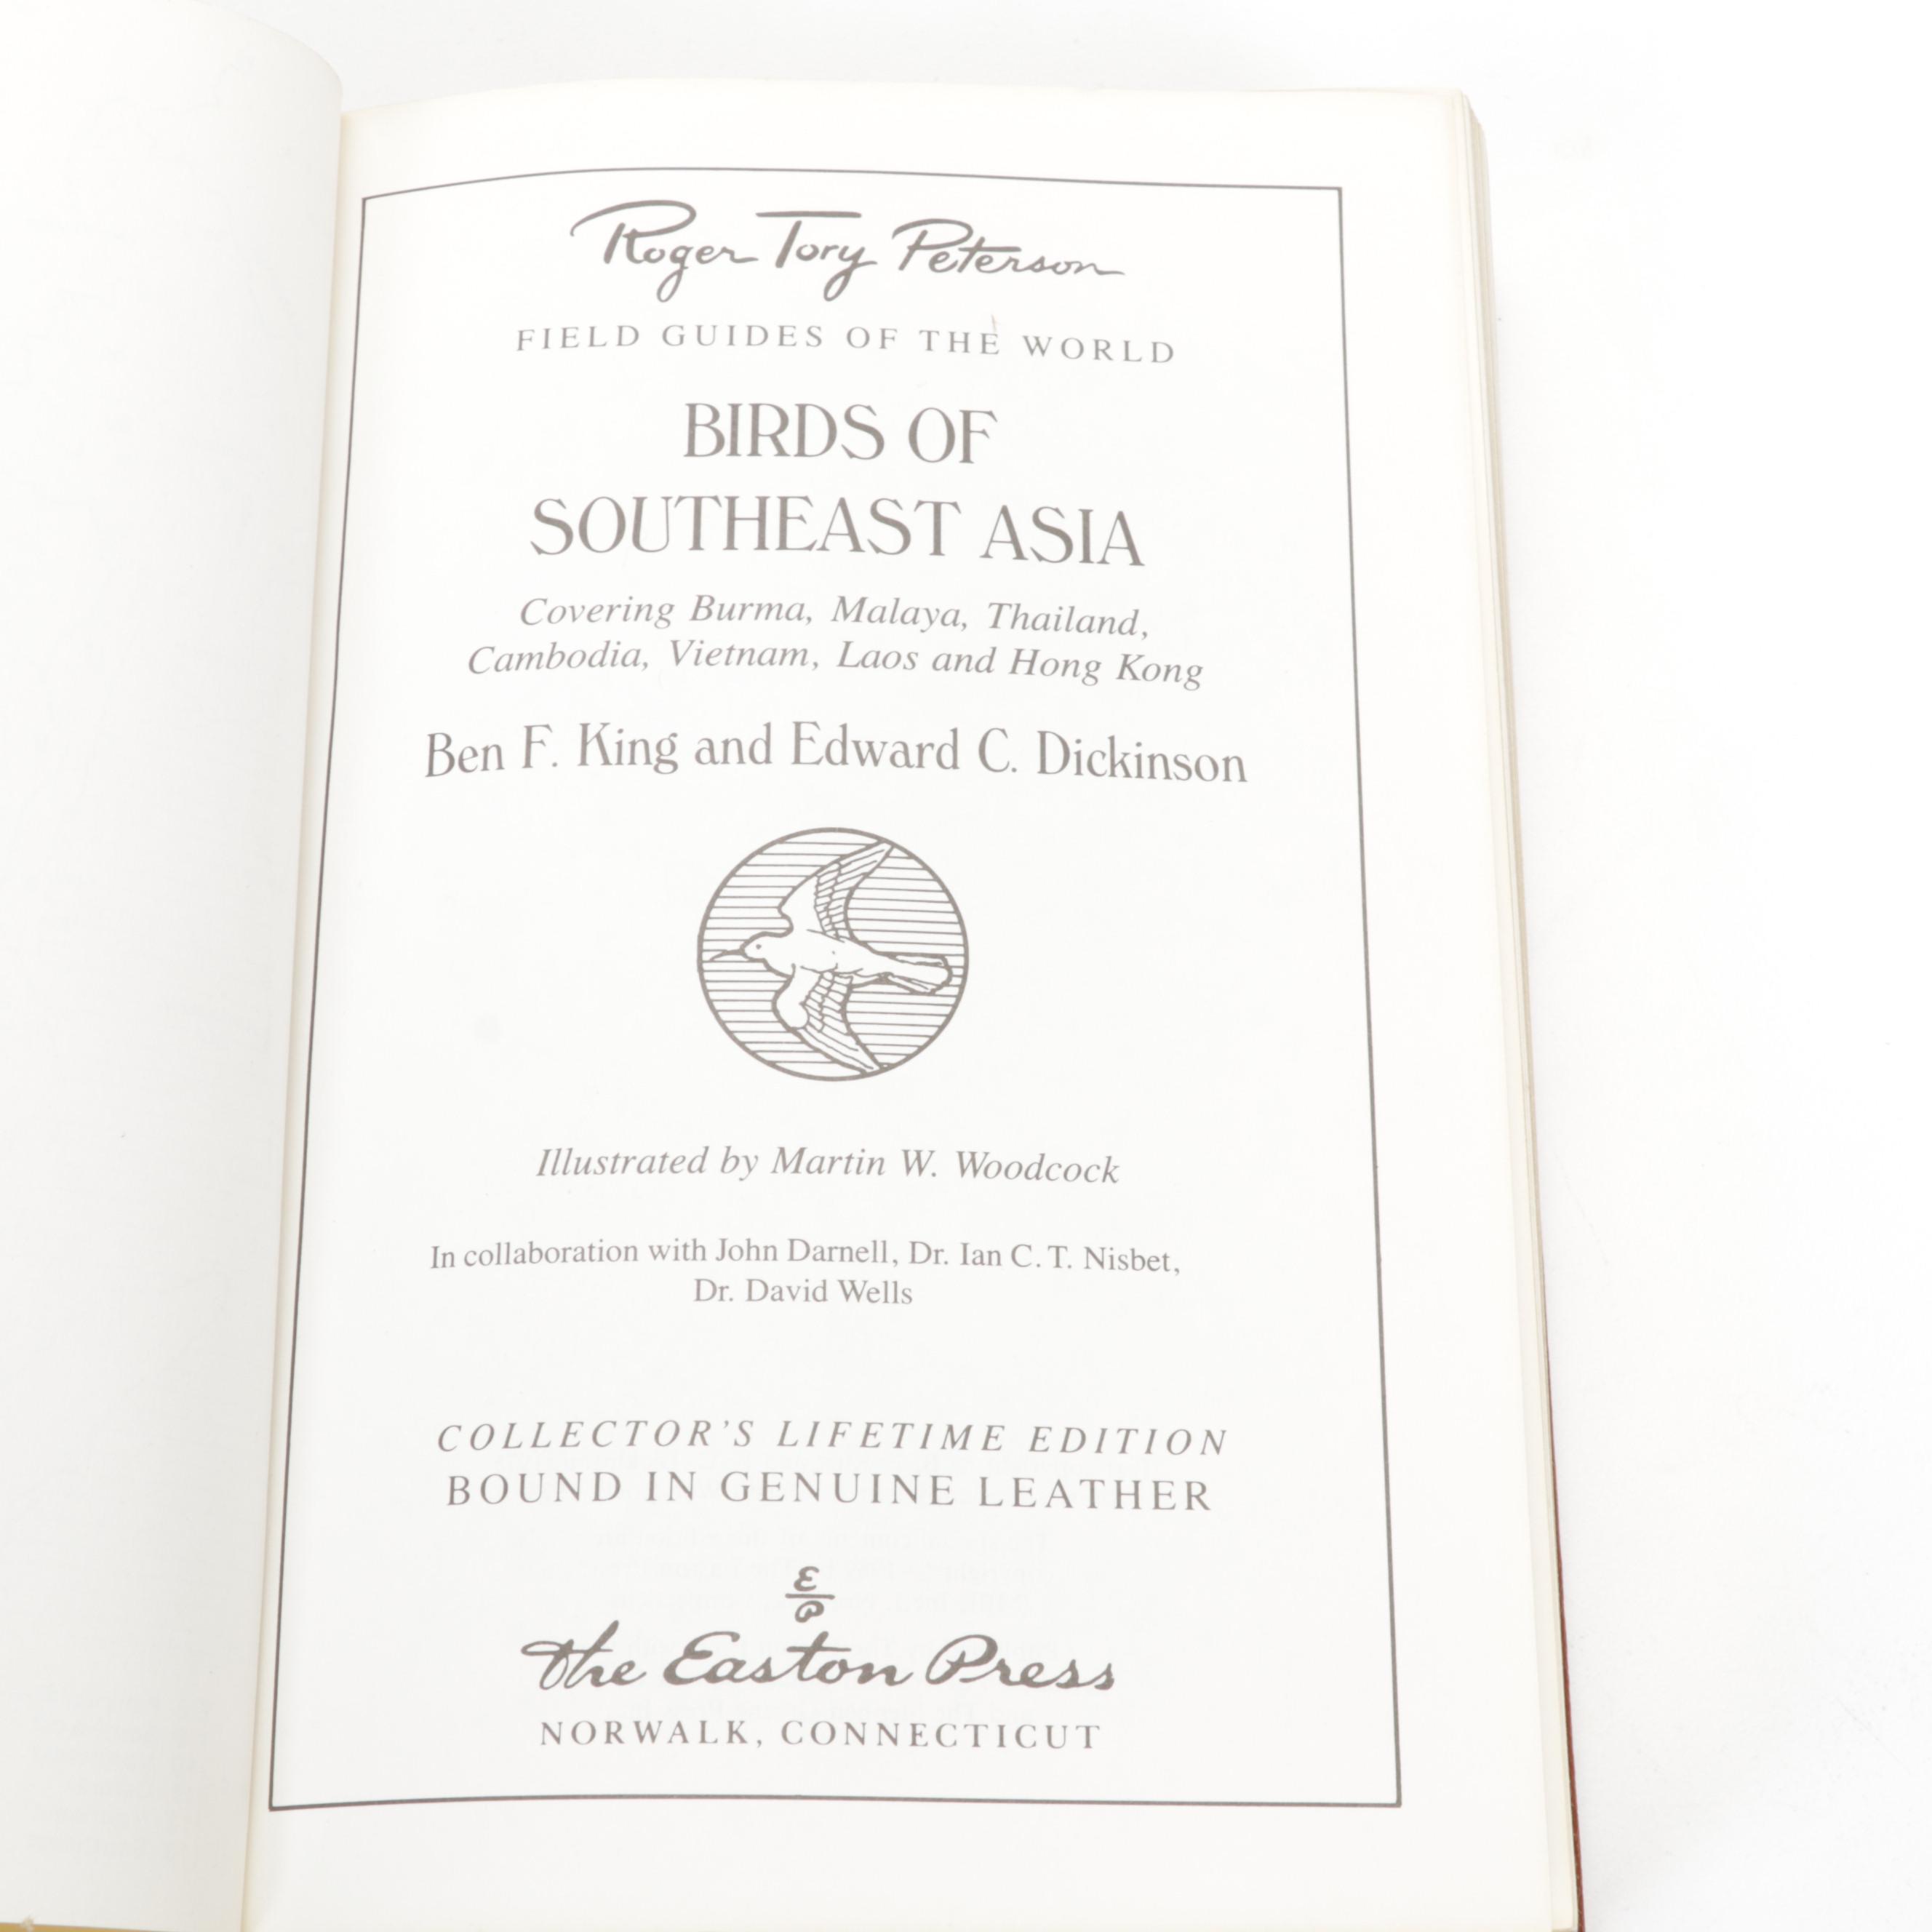 Roger Tory Peterson
FIELD GUIDES OF THE WORLD
BIRDS OF
SOUTHEAST ASIA
Covering Burma, Malaya, Thailand,
Cambodia, Vietnam, Laos and Hong Kong
Ben F. King and Edward C. Dickinson
Illustrated by Martin W. Woodcock
In collaboration with John Darnell, Dr. Ian C. T. Nisbet,
Dr. David Wells
COLLECTOR'S LIFETIME EDITION
BOUND IN GENUINE LEATHER
E
P
The Easton Press
NORWALK, CONNECTICUT